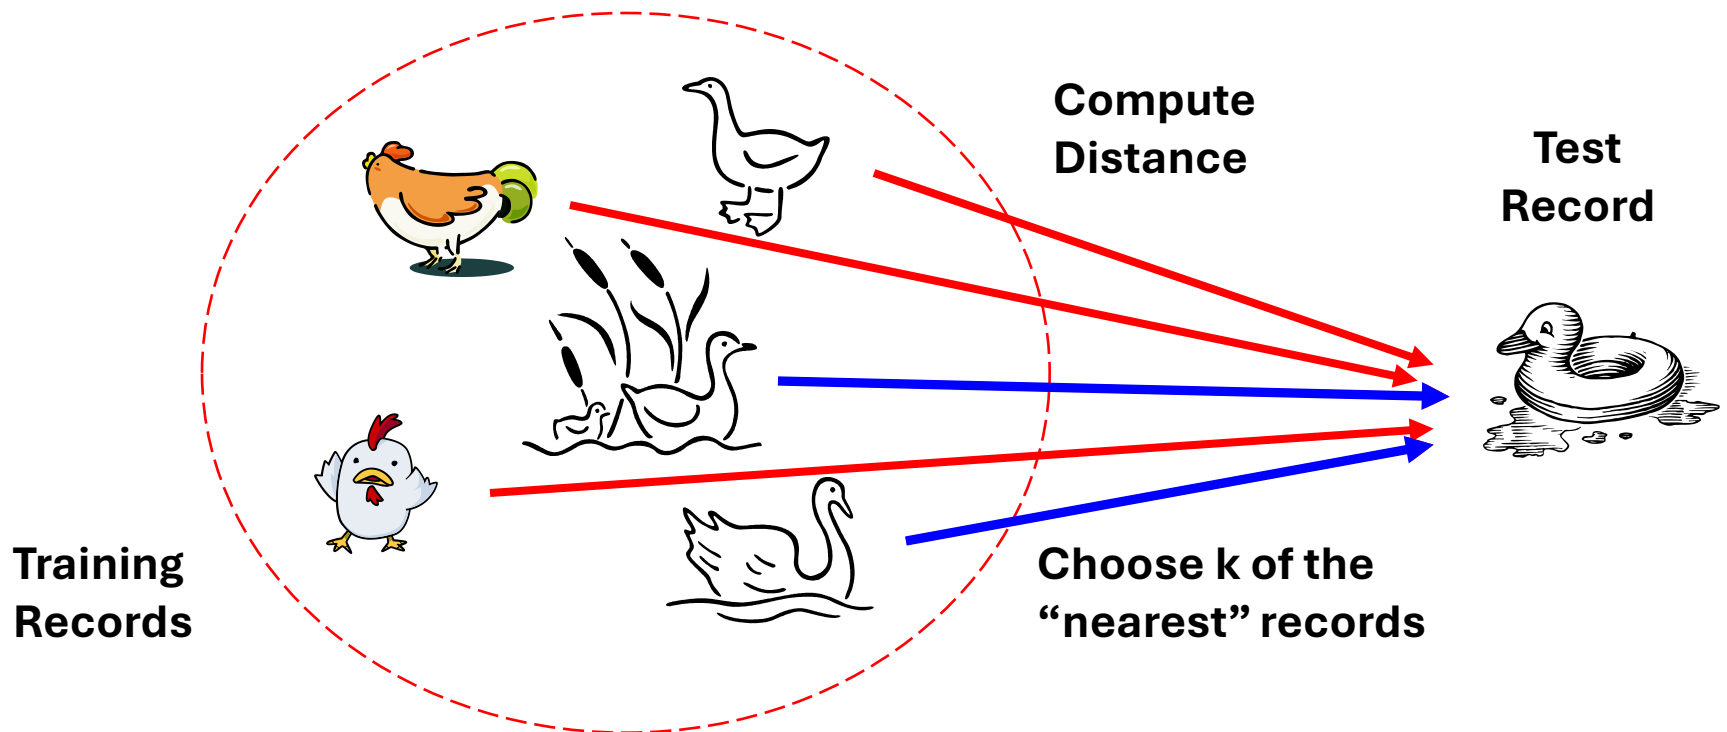 Compute
Distance
Test
Record
Training
Records
Choose k of the
“nearest” records